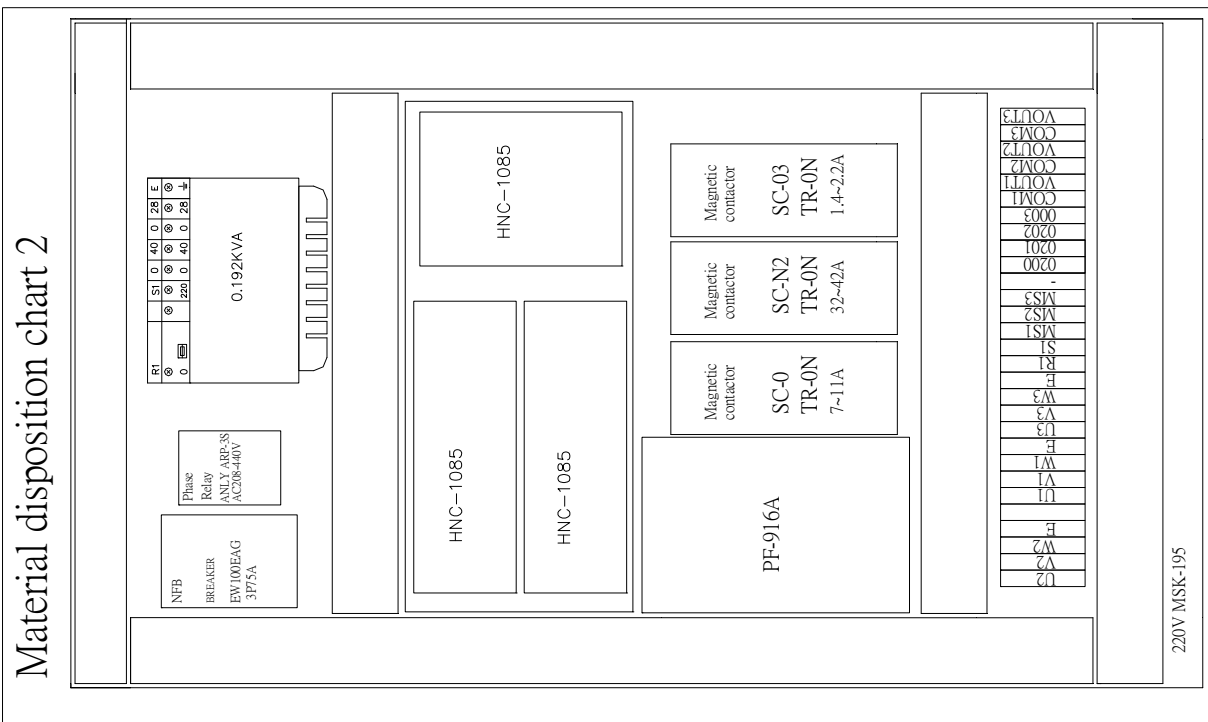 Material disposition chart 2
NFB
BREAKER
EW100EAG
3P75A
Phase
Relay
ANLY ARP-3S
AC208-440V
R1 S1 0 40 0 28 E
0 220 0 40 0 28
0.192KVA
HNC-1085
HNC-1085
HNC-1085
PF-916A
Magnetic
contactor
SC-0
TR-0N
7~11A
Magnetic
contactor
SC-N2
TR-0N
32~42A
Magnetic
contactor
SC-03
TR-0N
1.4~2.2A
U2
V2
W2
E
U1
V1
W1
E
U3
V3
W3
E
R1
S1
MS1
MS2
MS3
-
0200
0201
0202
0003
COM1
VOUT1
COM2
VOUT2
COM3
VOUT3
220V MSK-195